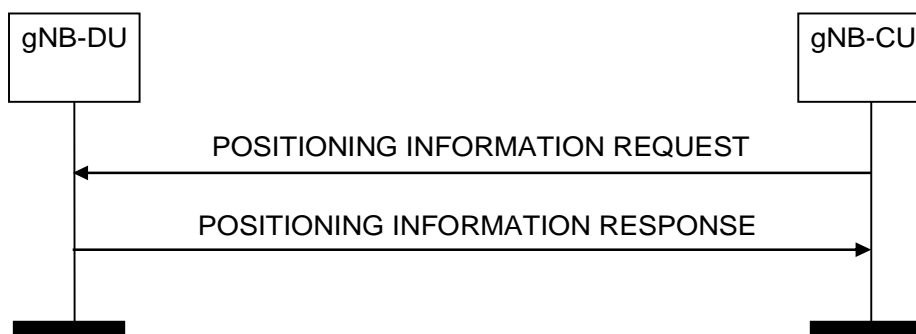 gNB-DU
gNB-CU
POSITIONING INFORMATION REQUEST
POSITIONING INFORMATION RESPONSE